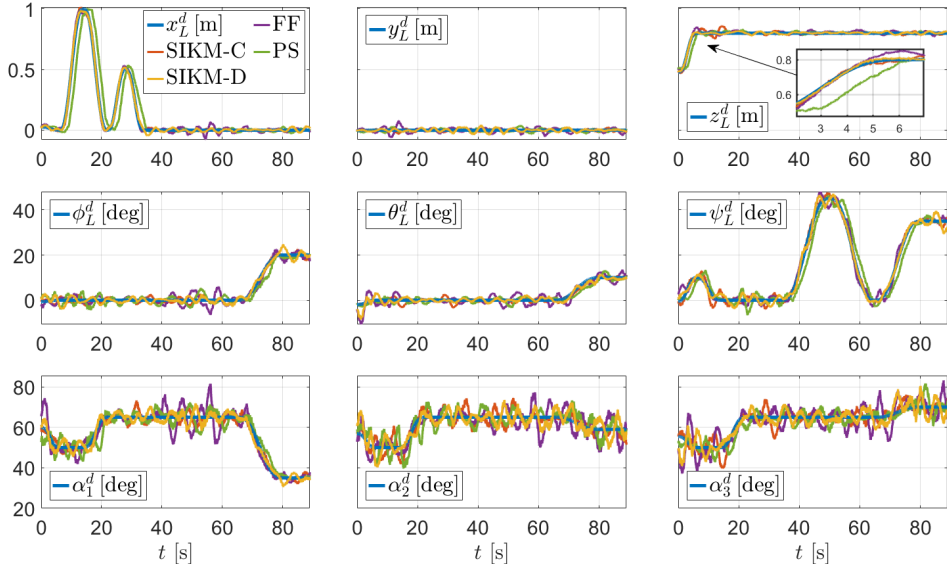 x_L^d [m] FF
SIKM-C PS
SIKM-D
1
0.5
0
0 20 40 60 80
y_L^d [m]
0 20 40 60 80
z_L^d [m]
0.8
0.6
3 4 5 6
0 20 40 60 80
ϕ_L^d [deg]
40
20
0
0 20 40 60 80
θ_L^d [deg]
0 20 40 60 80
ψ_L^d [deg]
0 20 40 60 80
80
60
40
20
α_1^d [deg]
0 20 40 60 80
t [s]
α_2^d [deg]
0 20 40 60 80
t [s]
α_3^d [deg]
0 20 40 60 80
t [s]